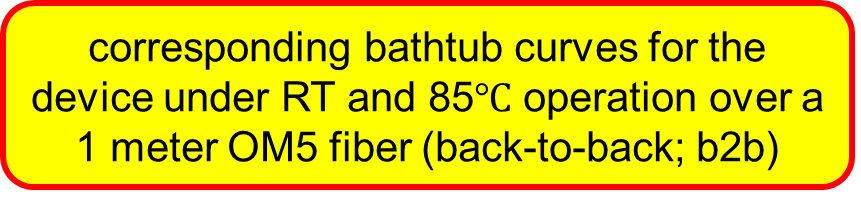 corresponding bathtub curves for the
device under RT and 85℃ operation over a
1 meter OM5 fiber (back-to-back; b2b)